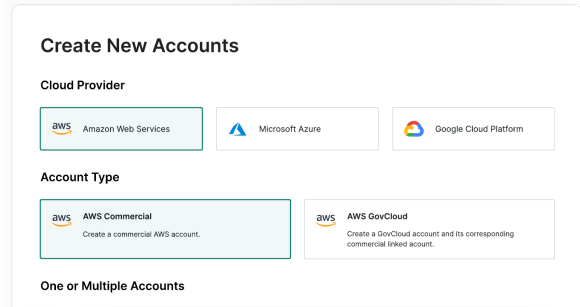 Create New Accounts
Cloud Provider
aws Amazon Web Services
Microsoft Azure
Google Cloud Platform
Account Type
aws AWS Commercial
Create a commercial AWS account.
aws AWS GovCloud
Create a GovCloud account and its corresponding
commercial linked acount.
One or Multiple Accounts